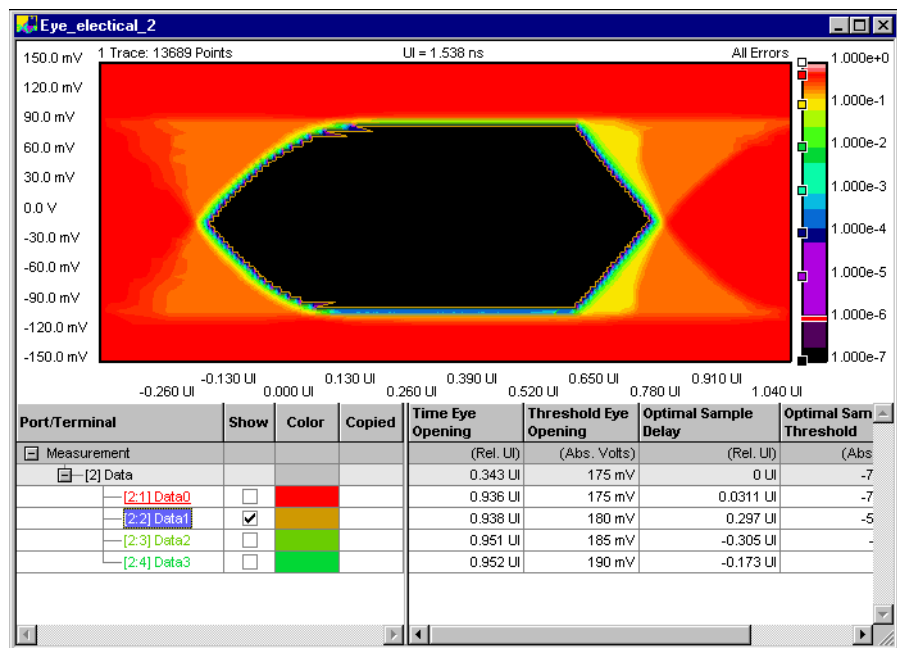 Eye_electical_2
1 Trace: 13689 Points UI = 1.538 ns All Errors
150.0 mV
120.0 mV
90.0 mV
60.0 mV
30.0 mV
0.0 V
-30.0 mV
-60.0 mV
-90.0 mV
-120.0 mV
-150.0 mV
1.000e+0
1.000e-1
1.000e-2
1.000e-3
1.000e-4
1.000e-5
1.000e-6
1.000e-7
-0.130 UI 0.130 UI 0.390 UI 0.650 UI 0.910 UI
-0.260 UI 0.000 UI 0.260 UI 0.520 UI 0.780 UI 1.040 UI
Port/Terminal Show Color Copied Time Eye Opening Threshold Eye Opening Optimal Sample Delay Optimal Sam Threshold
Measurement (Rel. UI) (Abs. Volts) (Rel. UI) (Abs
[2] Data 0.343 UI 175 mV 0 UI -7
[2:1] Data0 0.936 UI 175 mV 0.0311 UI -7
[2:2] Data1 0.938 UI 180 mV 0.297 UI -5
[2:3] Data2 0.951 UI 185 mV -0.305 UI -
[2:4] Data3 0.952 UI 190 mV -0.173 UI